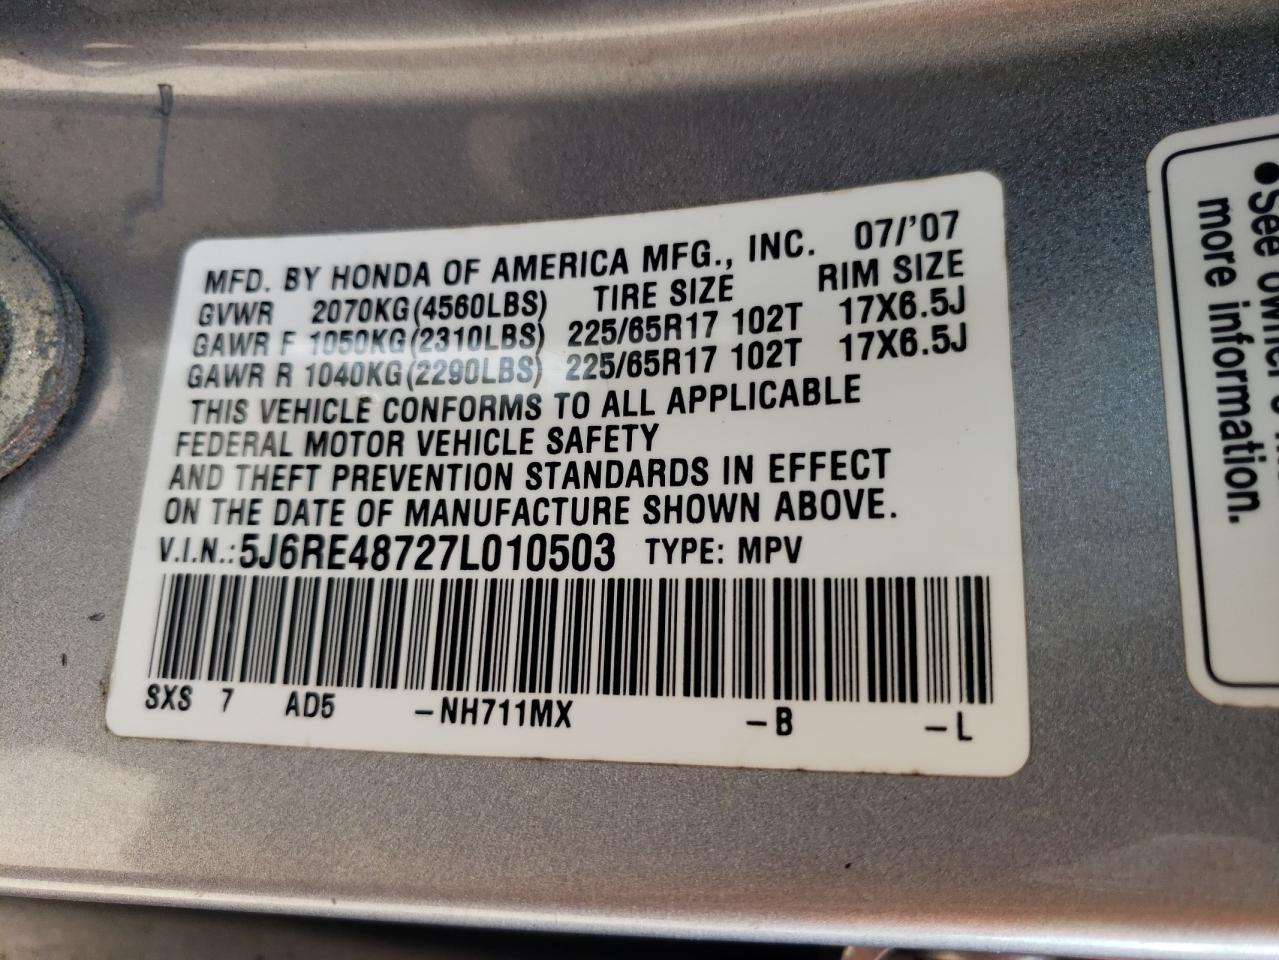 MFD. BY HONDA OF AMERICA MFG., INC. 07/'07
GVWR 2070KG(4560LBS) TIRE SIZE RIM SIZE
GAWR F 1050KG(2310LBS) 225/65R17 102T 17X6.5J
GAWR R 1040KG(2290LBS) 225/65R17 102T 17X6.5J
THIS VEHICLE CONFORMS TO ALL APPLICABLE
FEDERAL MOTOR VEHICLE SAFETY
AND THEFT PREVENTION STANDARDS IN EFFECT
ON THE DATE OF MANUFACTURE SHOWN ABOVE.
V.I.N.:5J6RE48727L010503 TYPE: MPV
SXS 7 AD5 -NH711MX -B -L
•See owner's
more information.